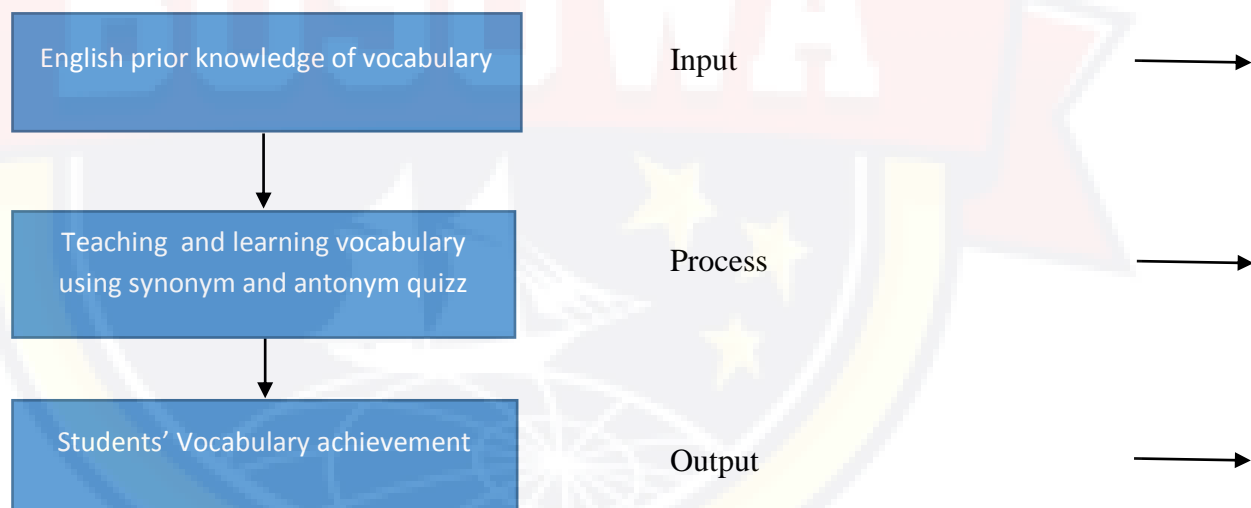 BOSOWA
English prior knowledge of vocabulary
Input
Teaching and learning vocabulary
using synonym and antonym quizz
Process
Students’ Vocabulary achievement
Output